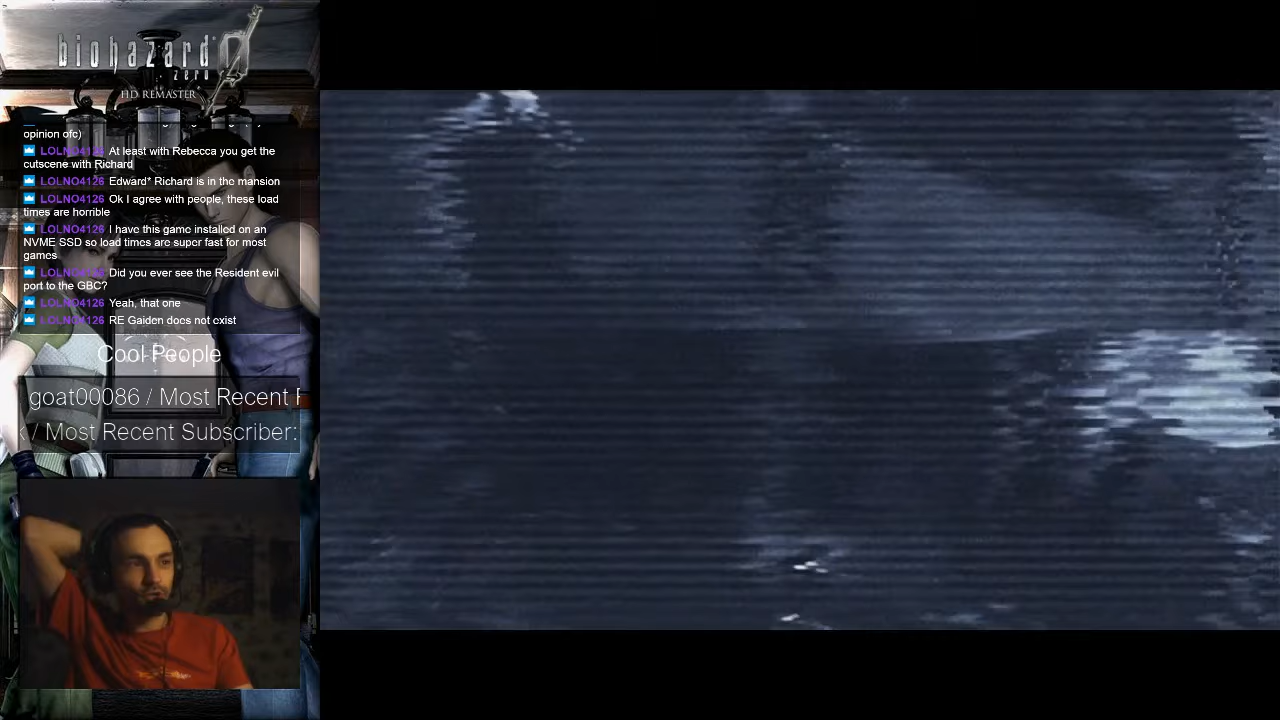 biohazard 0
zero
HD REMASTER
opinion ofc)
LOLNO4126 At least with Rebecca you get the
cutscene with Richard
LOLNO4126 Edward* Richard is in the mansion
LOLNO4126 Ok I agree with people, these load
times are horrible
LOLNO4126 I have this game installed on an
NVME SSD so load times are super fast for most
games
LOLNO4126 Did you ever see the Resident evil
port to the GBC?
LOLNO4126 Yeah, that one
LOLNO4126 RE Gaiden does not exist
Cool People
goat00086 / Most Recent
/ Most Recent Subscriber: